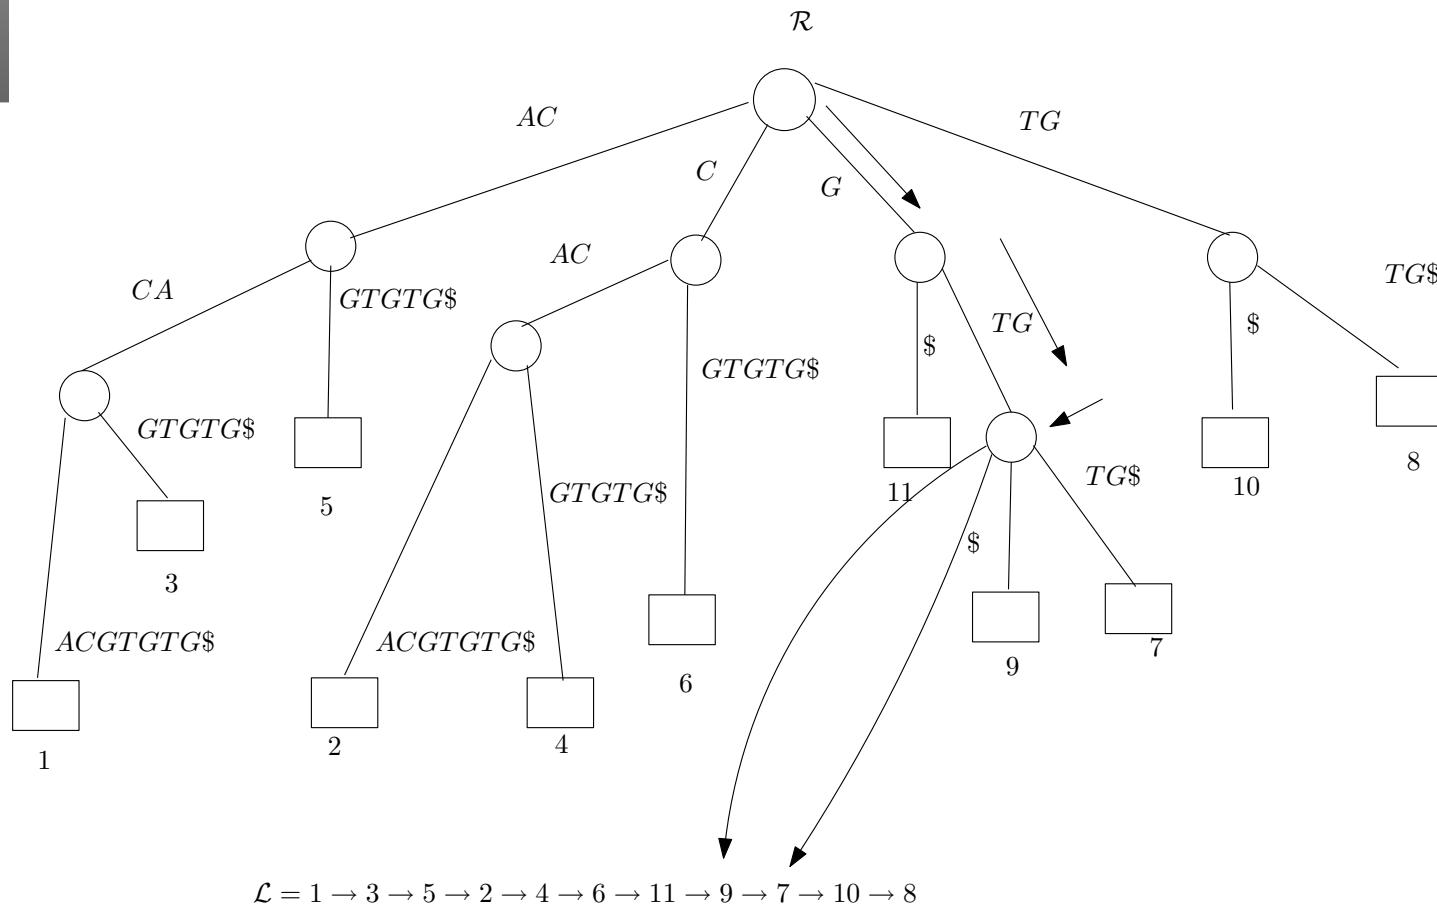 ℛ
AC
TG
C
G
AC
CA
GTGTG$
TG$
TG
$
$
GTGTG$
GTGTG$
8
TG$
11
10
5
GTGTG$
$
3
ACGTGTG$
ACGTGTG$
7
9
6
2
4
1
ℒ = 1 → 3 → 5 → 2 → 4 → 6 → 11 → 9 → 7 → 10 → 8